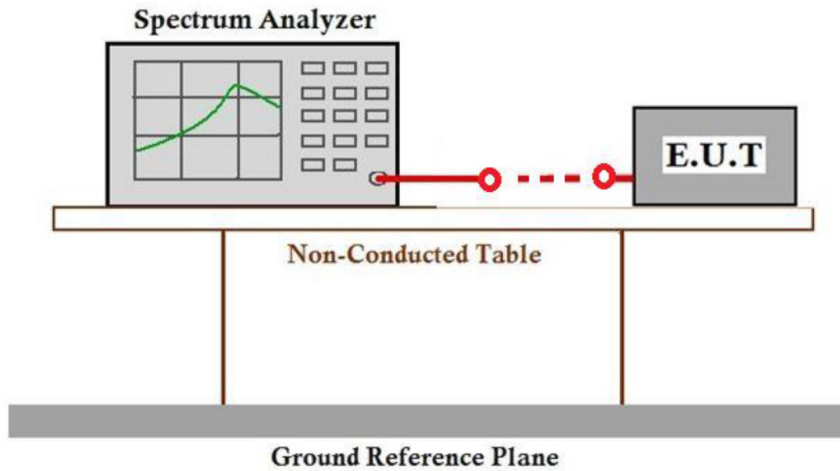 Spectrum Analyzer
E.U.T
Non-Conducted Table
Ground Reference Plane